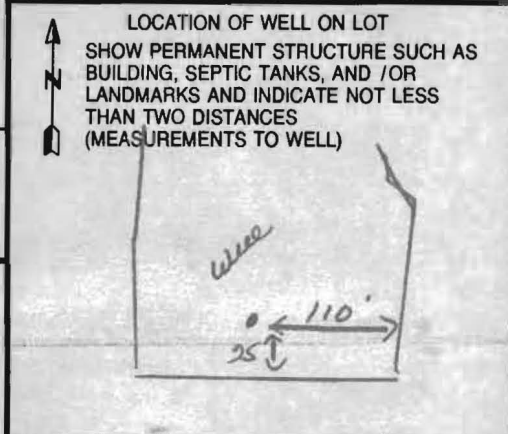 LOCATION OF WELL ON LOT
SHOW PERMANENT STRUCTURE SUCH AS
BUILDING, SEPTIC TANKS, AND / OR
LANDMARKS AND INDICATE NOT LESS
THAN TWO DISTANCES
(MEASUREMENTS TO WELL)
N
Well
110'
25